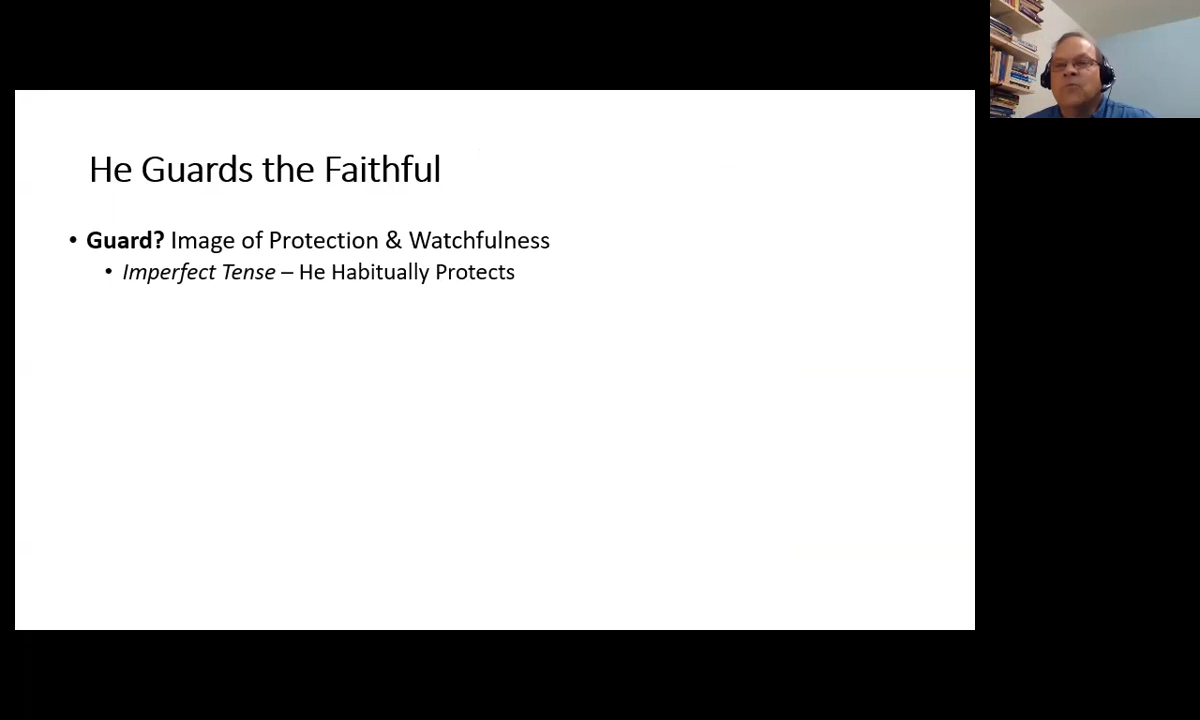 He Guards the Faithful
• Guard? Image of Protection & Watchfulness
• Imperfect Tense – He Habitually Protects